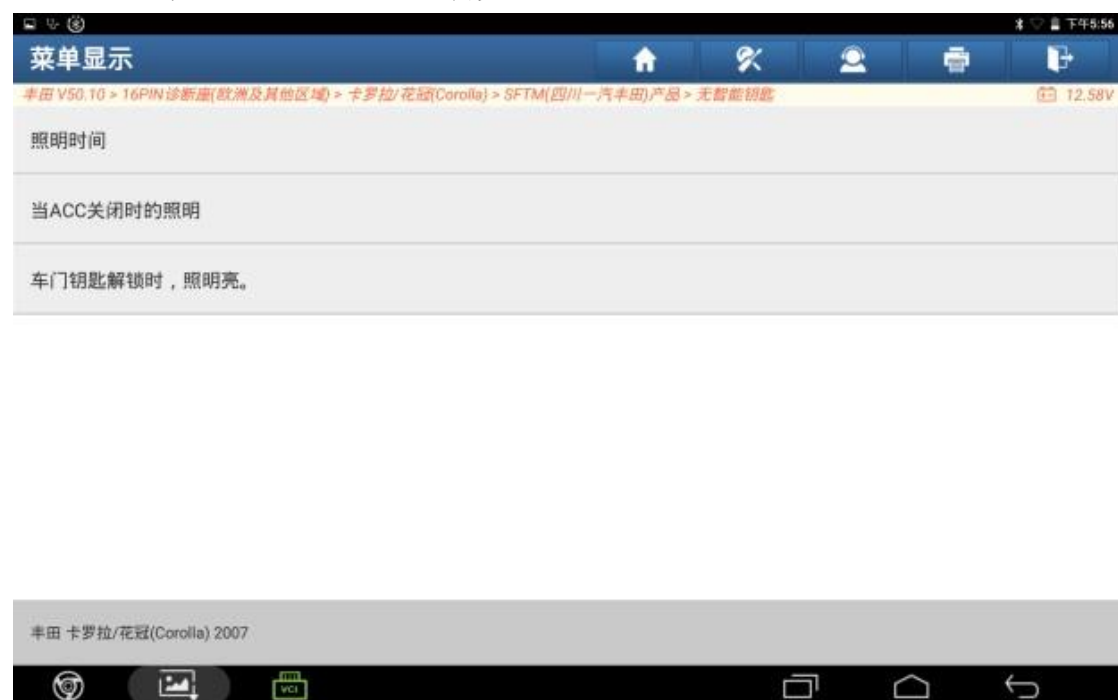 下午5:56
菜单显示
丰田 V50.10 > 16PIN诊断座(欧洲及其他区域) > 卡罗拉/花冠(Corolla) > SFTM(四川一汽丰田)产品 > 无智能钥匙
12.58V
照明时间
当ACC关闭时的照明
车门钥匙解锁时，照明亮。
丰田 卡罗拉/花冠(Corolla) 2007
VCI